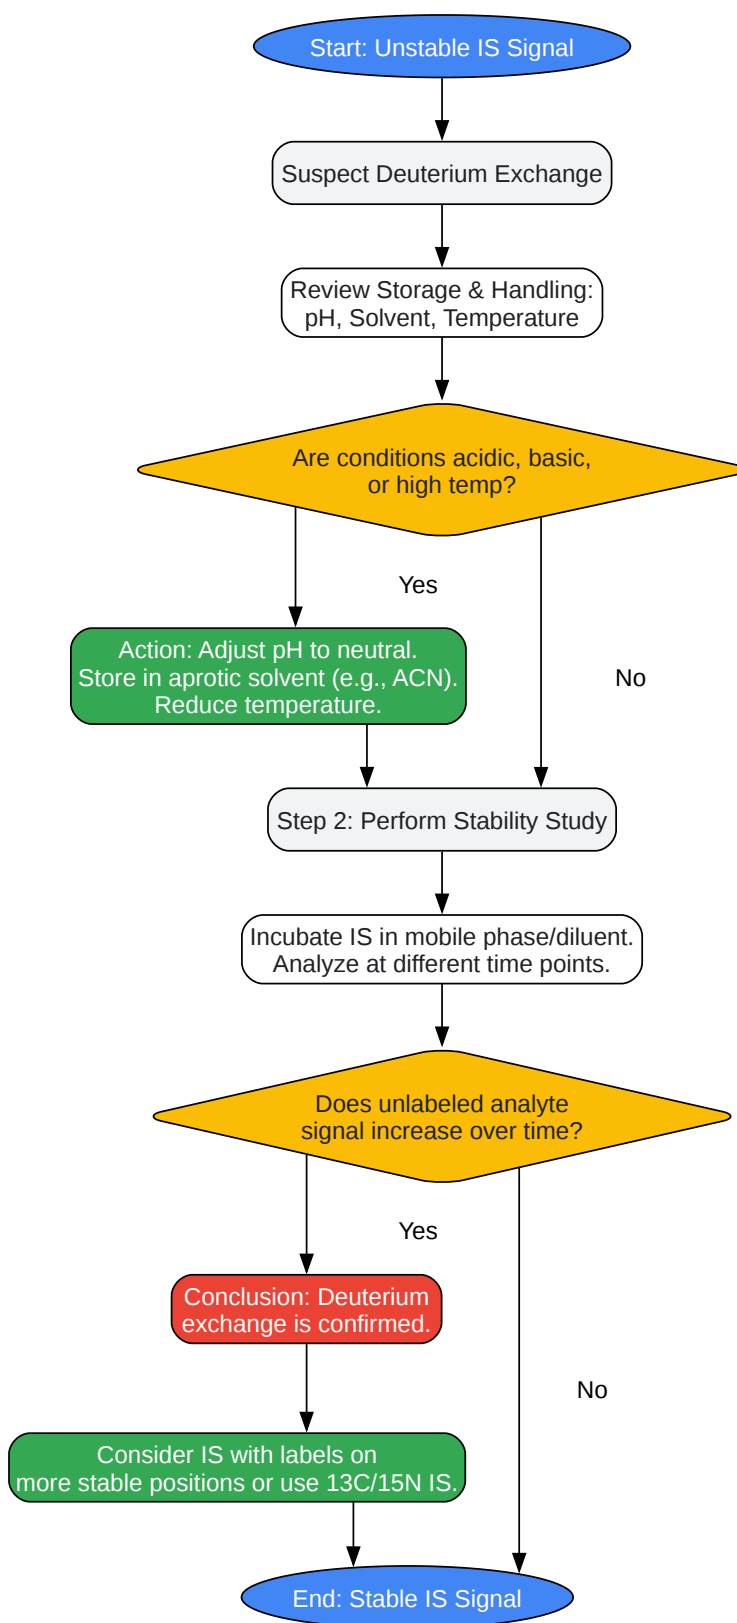 Start: Unstable IS Signal
Suspect Deuterium Exchange
Review Storage & Handling:
pH, Solvent, Temperature
Are conditions acidic, basic,
or high temp?
Yes
Action: Adjust pH to neutral.
Store in aprotic solvent (e.g., ACN).
Reduce temperature.
No
Step 2: Perform Stability Study
Incubate IS in mobile phase/diluent.
Analyze at different time points.
Does unlabeled analyte
signal increase over time?
Yes
Conclusion: Deuterium
exchange is confirmed.
No
Consider IS with labels on
more stable positions or use 13C/15N IS.
End: Stable IS Signal